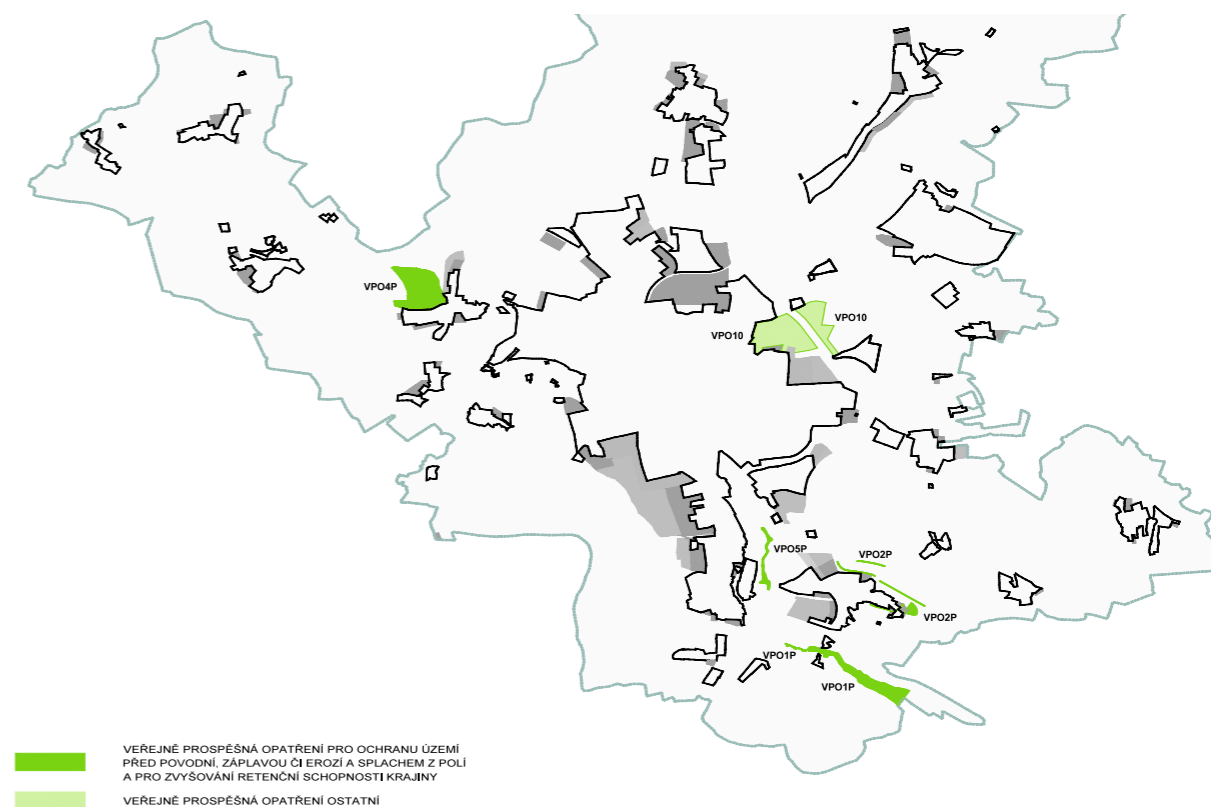 VPO4P
VPO10
VPO10
VPO5P
VPO2P
VPO2P
VPO1P
VPO1P
VEŘEJNĚ PROSPĚŠNÁ OPATŘENÍ PRO OCHRANU ÚZEMÍ
PŘED POVODNÍ, ZÁPLAVOU ČI EROZÍ A SPLACHEM Z POLÍ
A PRO ZVYŠOVÁNÍ RETENČNÍ SCHOPNOSTI KRAJINY
VEŘEJNĚ PROSPĚŠNÁ OPATŘENÍ OSTATNÍ